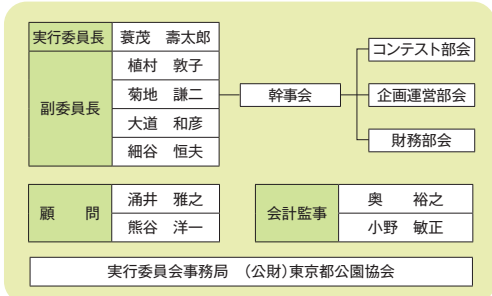 実行委員長 蓑茂 壽太郎
副委員長
植村 敦子
菊地 謙二
大道 和彦
細谷 恒夫
幹事会
コンテスト部会
企画運営部会
財務部会
顧問
涌井 雅之
熊谷 洋一
会計監事
奥 裕之
小野 敏正
実行委員会事務局 (公財)東京都公園協会